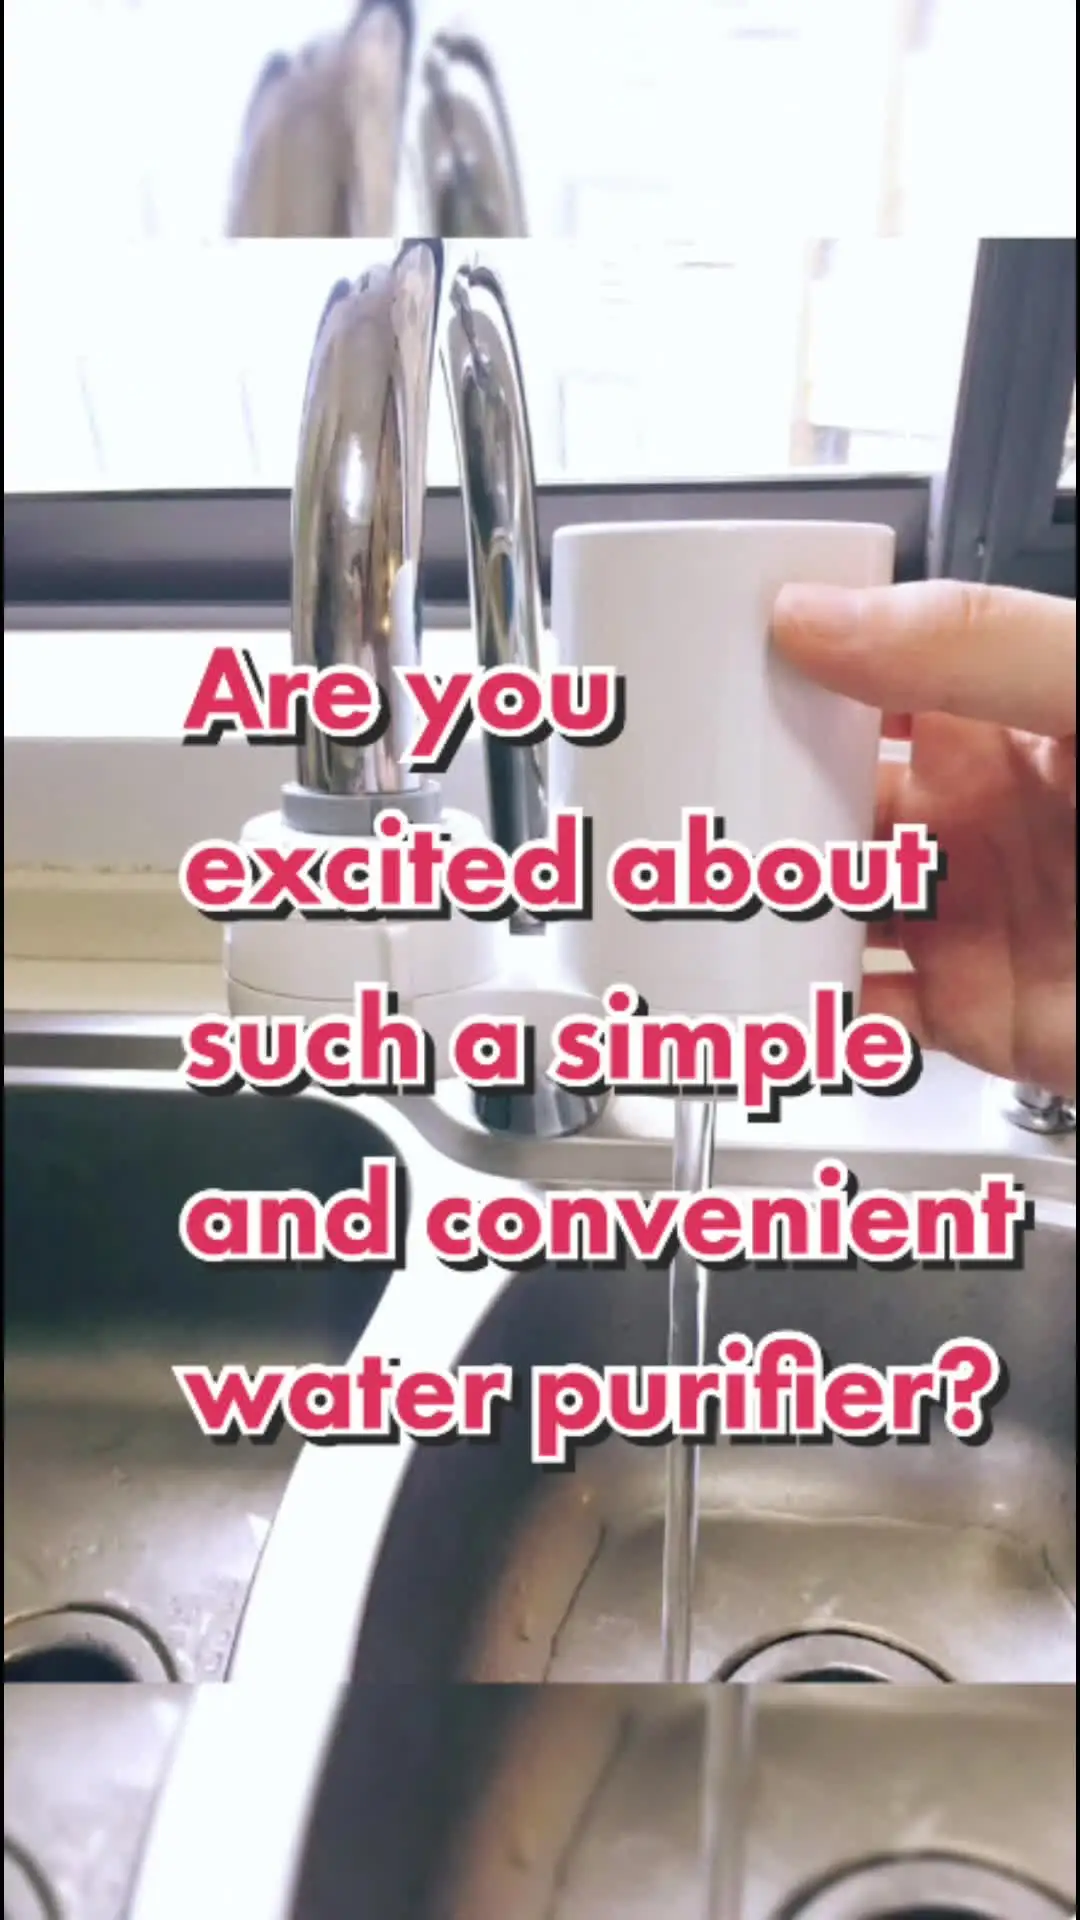 Are you
excited about
such a simple
and convenient
water purifier?